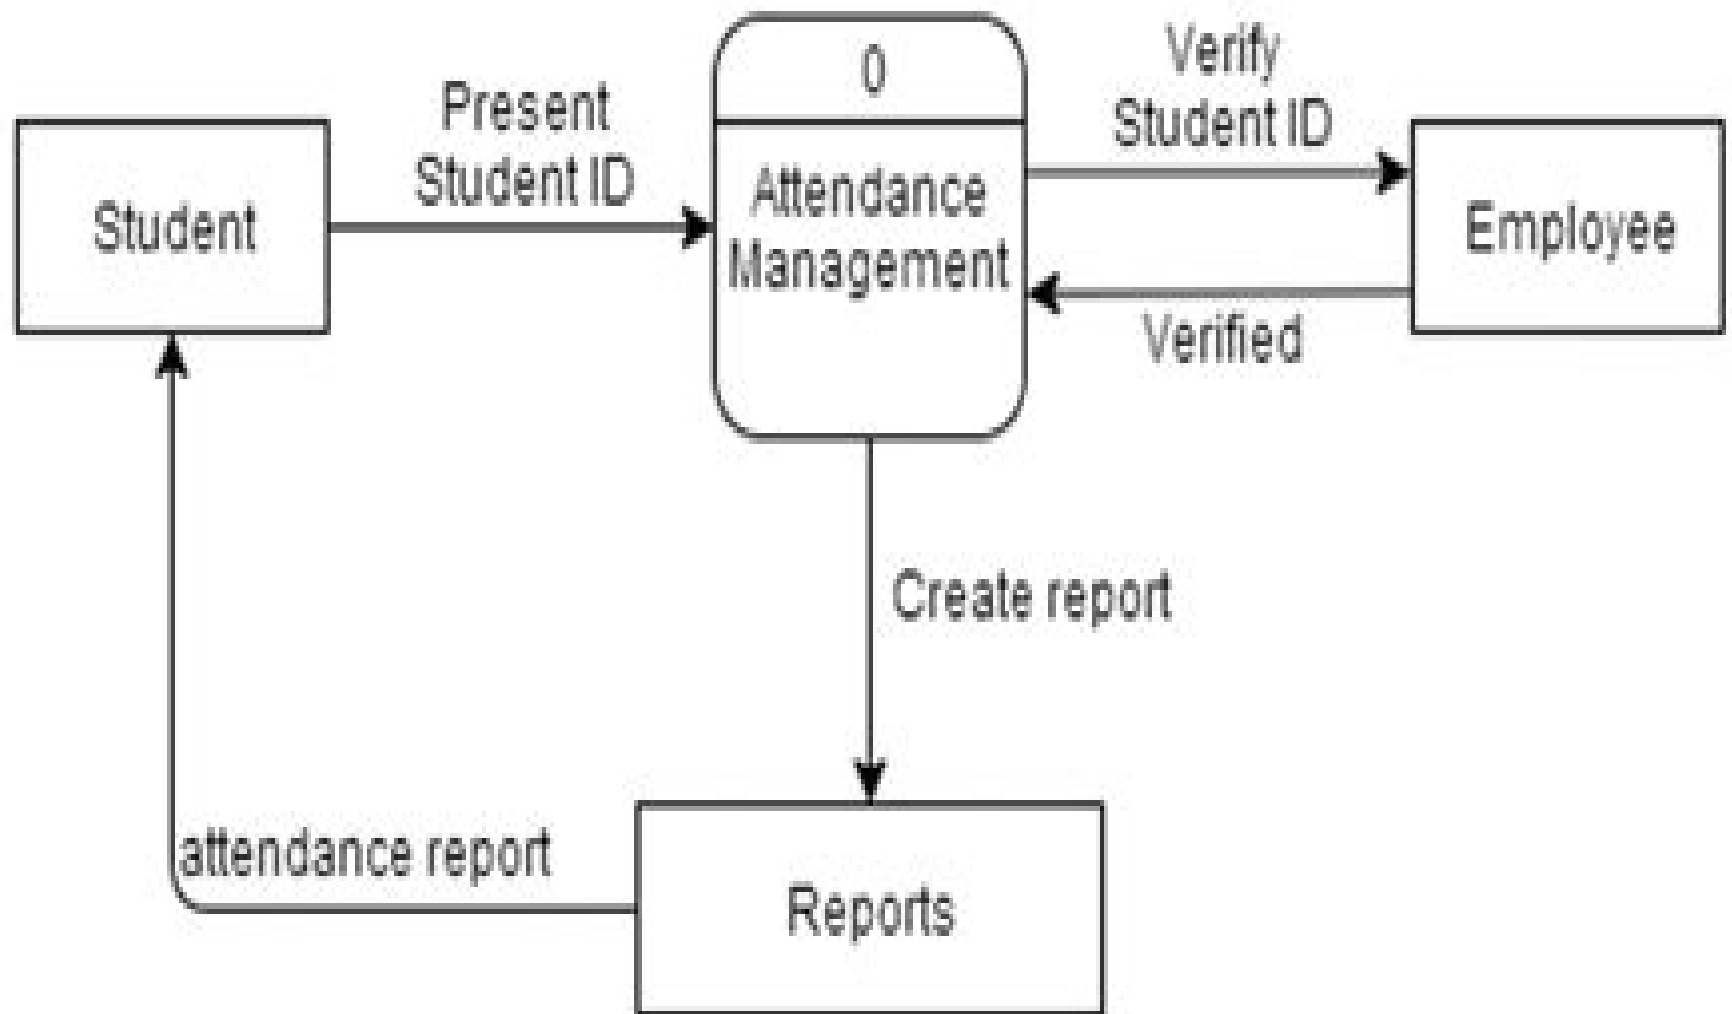 0
Verify
Student ID
Present
Student ID
Student
Attendance
Management
Employee
Verified
Create report
attendance report
Reports